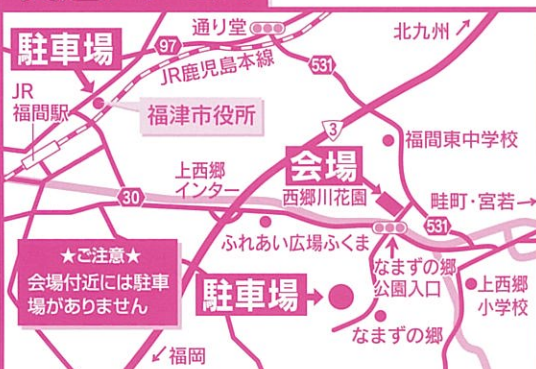 通り堂
北九州
97
駐車場
JR鹿児島本線
531
JR
福間駅
福津市役所
3
福間東中学校
会場
上西郷
インター
西郷川花園
畦町・宮若
30
531
ふれあい広場ふくま
★ご注意★
会場付近には駐車
場がありません
なまずの郷
公園入口
駐車場
上西郷
小学校
なまずの郷
福岡